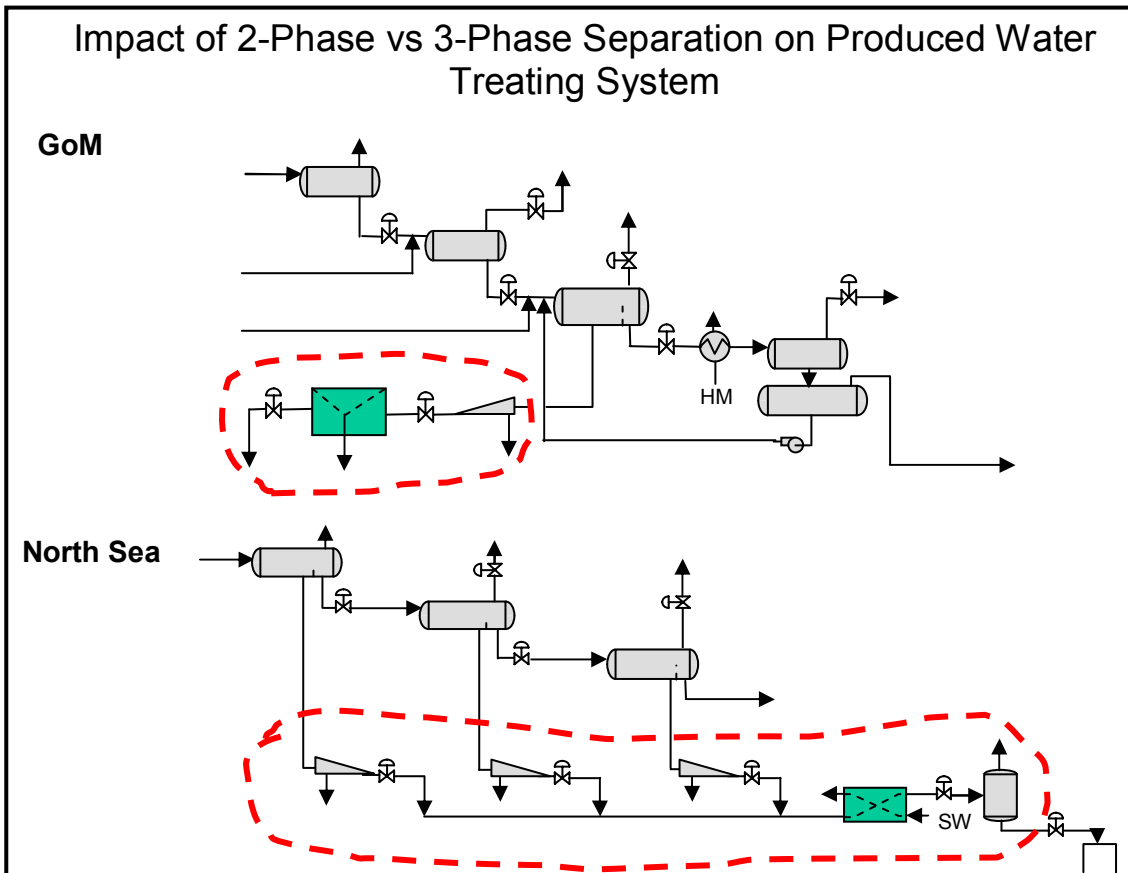 Impact of 2-Phase vs 3-Phase Separation on Produced Water
Treating System
GoM
HM
North Sea
SW